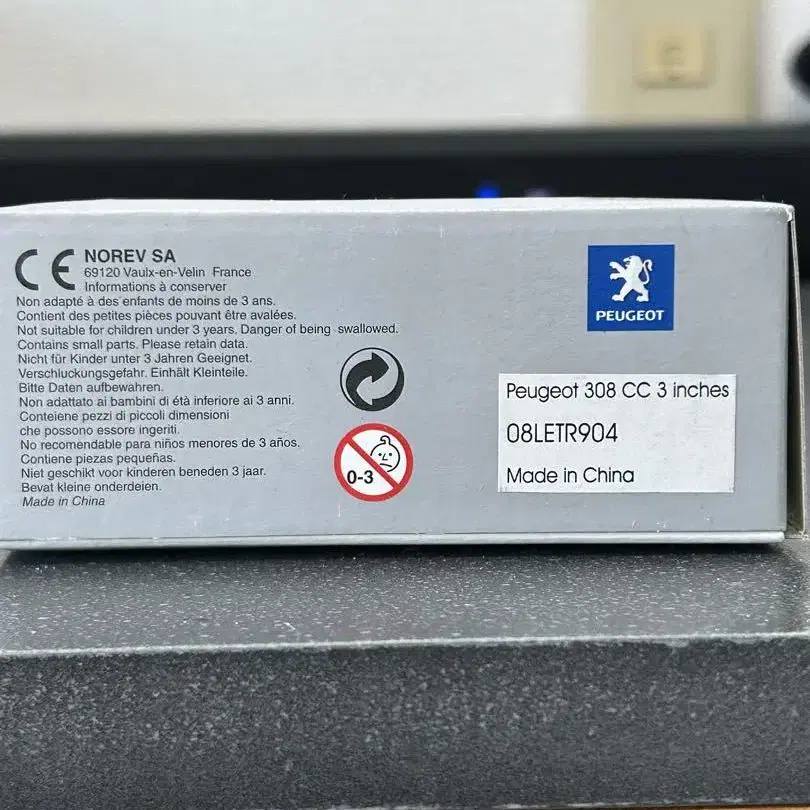 CE
NOREV SA
69120 Vaulx-en-Velin France
Informations à conserver
Non adapté à des enfants de moins de 3 ans.
Contient des petites pièces pouvant être avalées.
Not suitable for children under 3 years. Danger of being swallowed.
Contains small parts. Please retain data.
Nicht für Kinder unter 3 Jahren Geeignet.
Verschluckungsgefahr. Einhält Kleinteile.
Bitte Daten aufbewahren.
Non adattato ai bambini di étà inferiore ai 3 anni.
Conteiene pezzi di piccoli dimensioni
che possono essore ingeriti.
No recomendable para niños menores de 3 años.
Contiene piezas pequeñas.
Niet geschikt voor kinderen beneden 3 jaar.
Bevat kleine onderdeien.
Made in China
0-3
PEUGEOT
Peugeot 308 CC 3 inches
08LETR904
Made in China